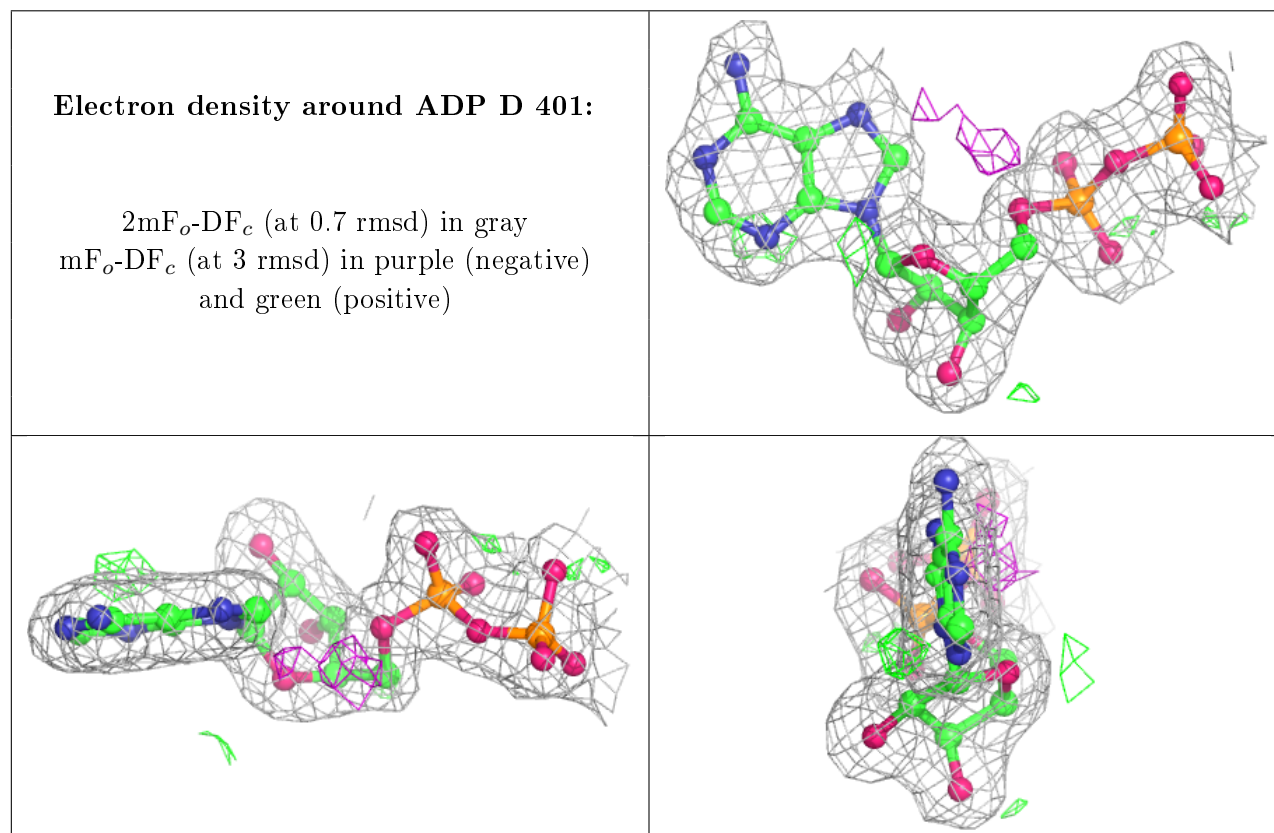 Electron density around ADP D 401:
2mFₒ-DF𝒸 (at 0.7 rmsd) in gray
mFₒ-DF𝒸 (at 3 rmsd) in purple (negative)
and green (positive)